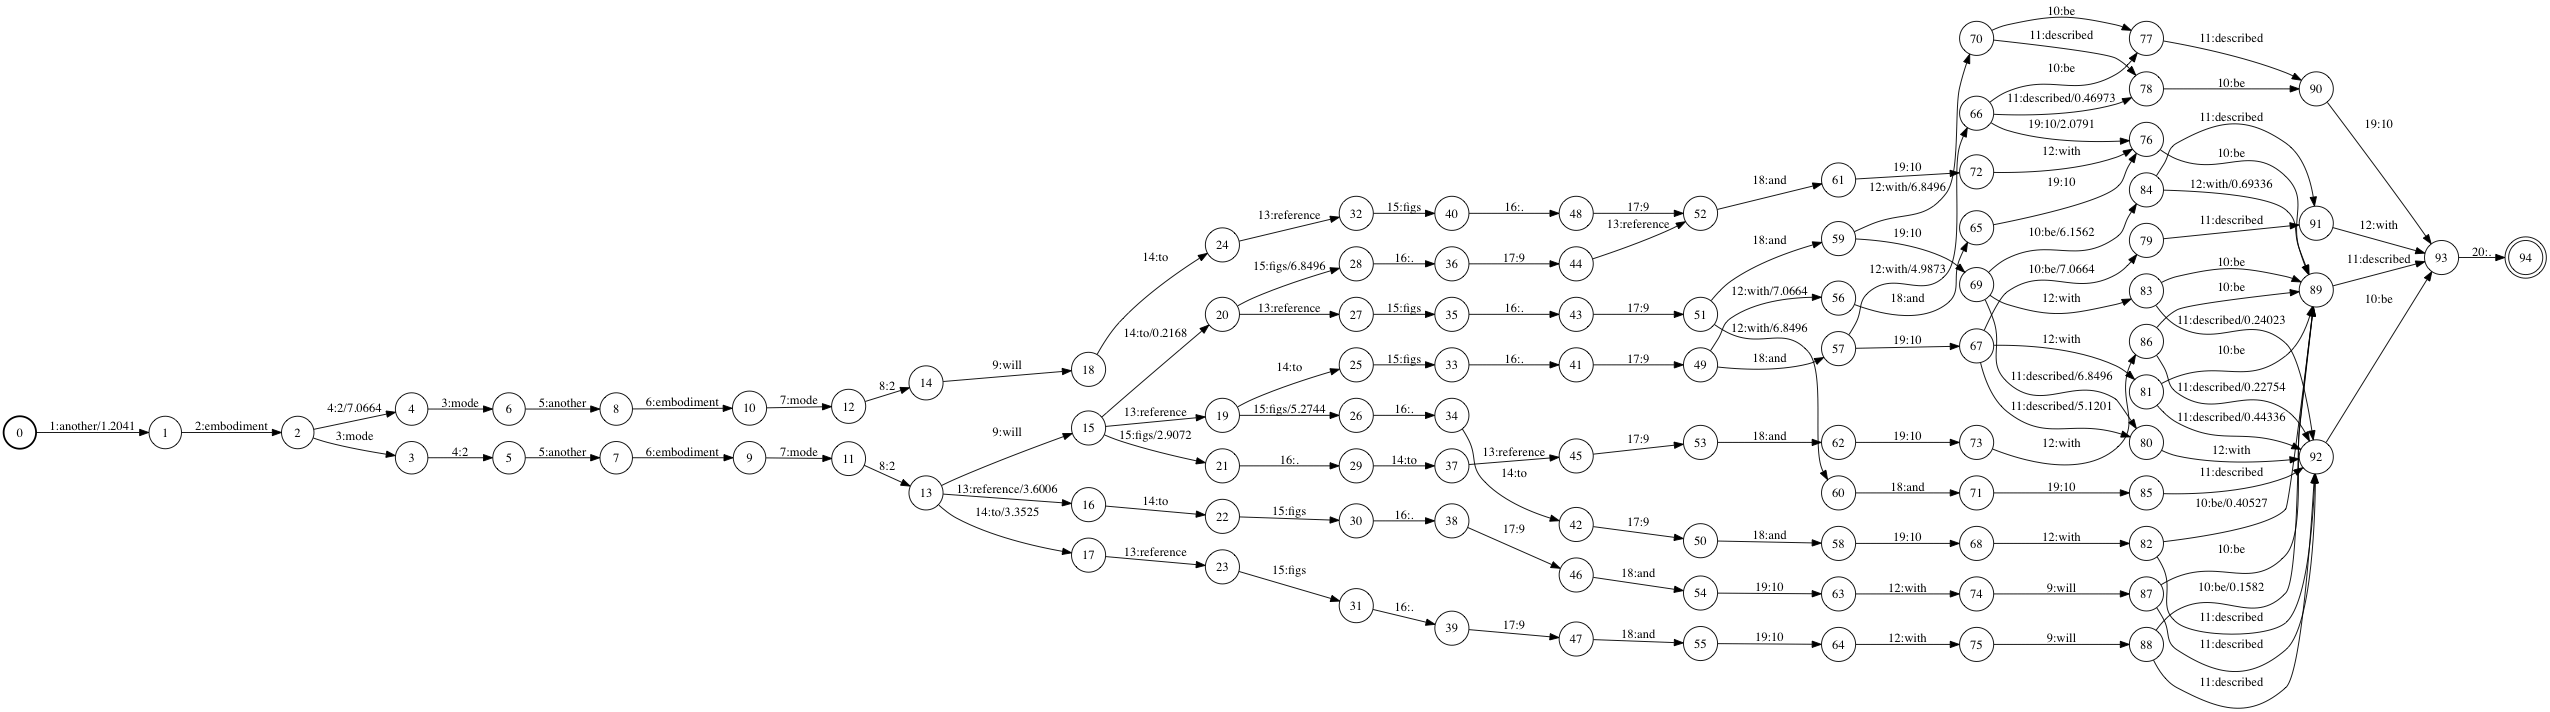 10:be
70
11:described
77
11:described
10:be
66
11:described/0.46973
78
10:be
90
19:10/2.0791
76
11:described
19:10
61
19:10
72
12:with
10:be
18:and
12:with/6.8496
19:10
84
12:with/0.69336
13:reference
32
15:figs
40
16:.
48
17:9
52
13:reference
65
11:described
91
12:with
24
18:and
59
19:10
10:be/6.1562
79
14:to
15:figs/6.8496
28
16:.
36
17:9
44
12:with/4.9873
69
10:be/7.0664
10:be
89
11:described
93
20:.
94
12:with/7.0664
56
18:and
12:with
83
10:be
10:be
20
13:reference
27
15:figs
35
16:.
43
17:9
51
12:with/6.8496
11:described/0.24023
14:to/0.2168
57
19:10
67
12:with
86
10:be
9:will
18
14:to
25
15:figs
33
16:.
41
17:9
49
18:and
11:described/6.8496
11:described/0.22754
8:2
14
81
4:2/7.0664
4
3:mode
6
5:another
8
6:embodiment
10
7:mode
12
13:reference
19
15:figs/5.2744
26
16:.
34
11:described/5.1201
11:described/0.44336
0
1:another/1.2041
1
2:embodiment
2
3:mode
9:will
15
15:figs/2.9072
17:9
53
18:and
62
19:10
73
12:with
80
12:with
3
4:2
5
5:another
7
6:embodiment
9
7:mode
11
8:2
21
16:.
29
14:to
37
13:reference
45
14:to
92
13
13:reference/3.6006
16
14:to
60
18:and
71
19:10
85
11:described
14:to/3.3525
22
15:figs
30
16:.
38
17:9
42
17:9
50
18:and
58
19:10
68
12:with
82
10:be/0.40527
17
13:reference
23
15:figs
46
18:and
54
19:10
63
12:with
74
9:will
87
10:be
10:be/0.1582
31
16:.
39
17:9
47
18:and
55
19:10
64
12:with
75
9:will
88
11:described
11:described
11:described